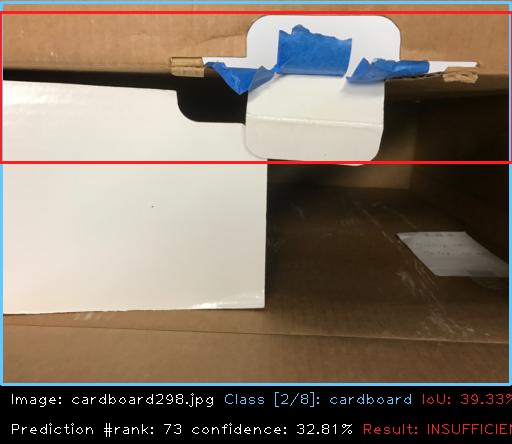 Image: cardboard298.jpg Class [2/8]: cardboard IoU: 39.33%
Prediction #rank: 73 confidence: 32.81% Result: INSUFFICIEN